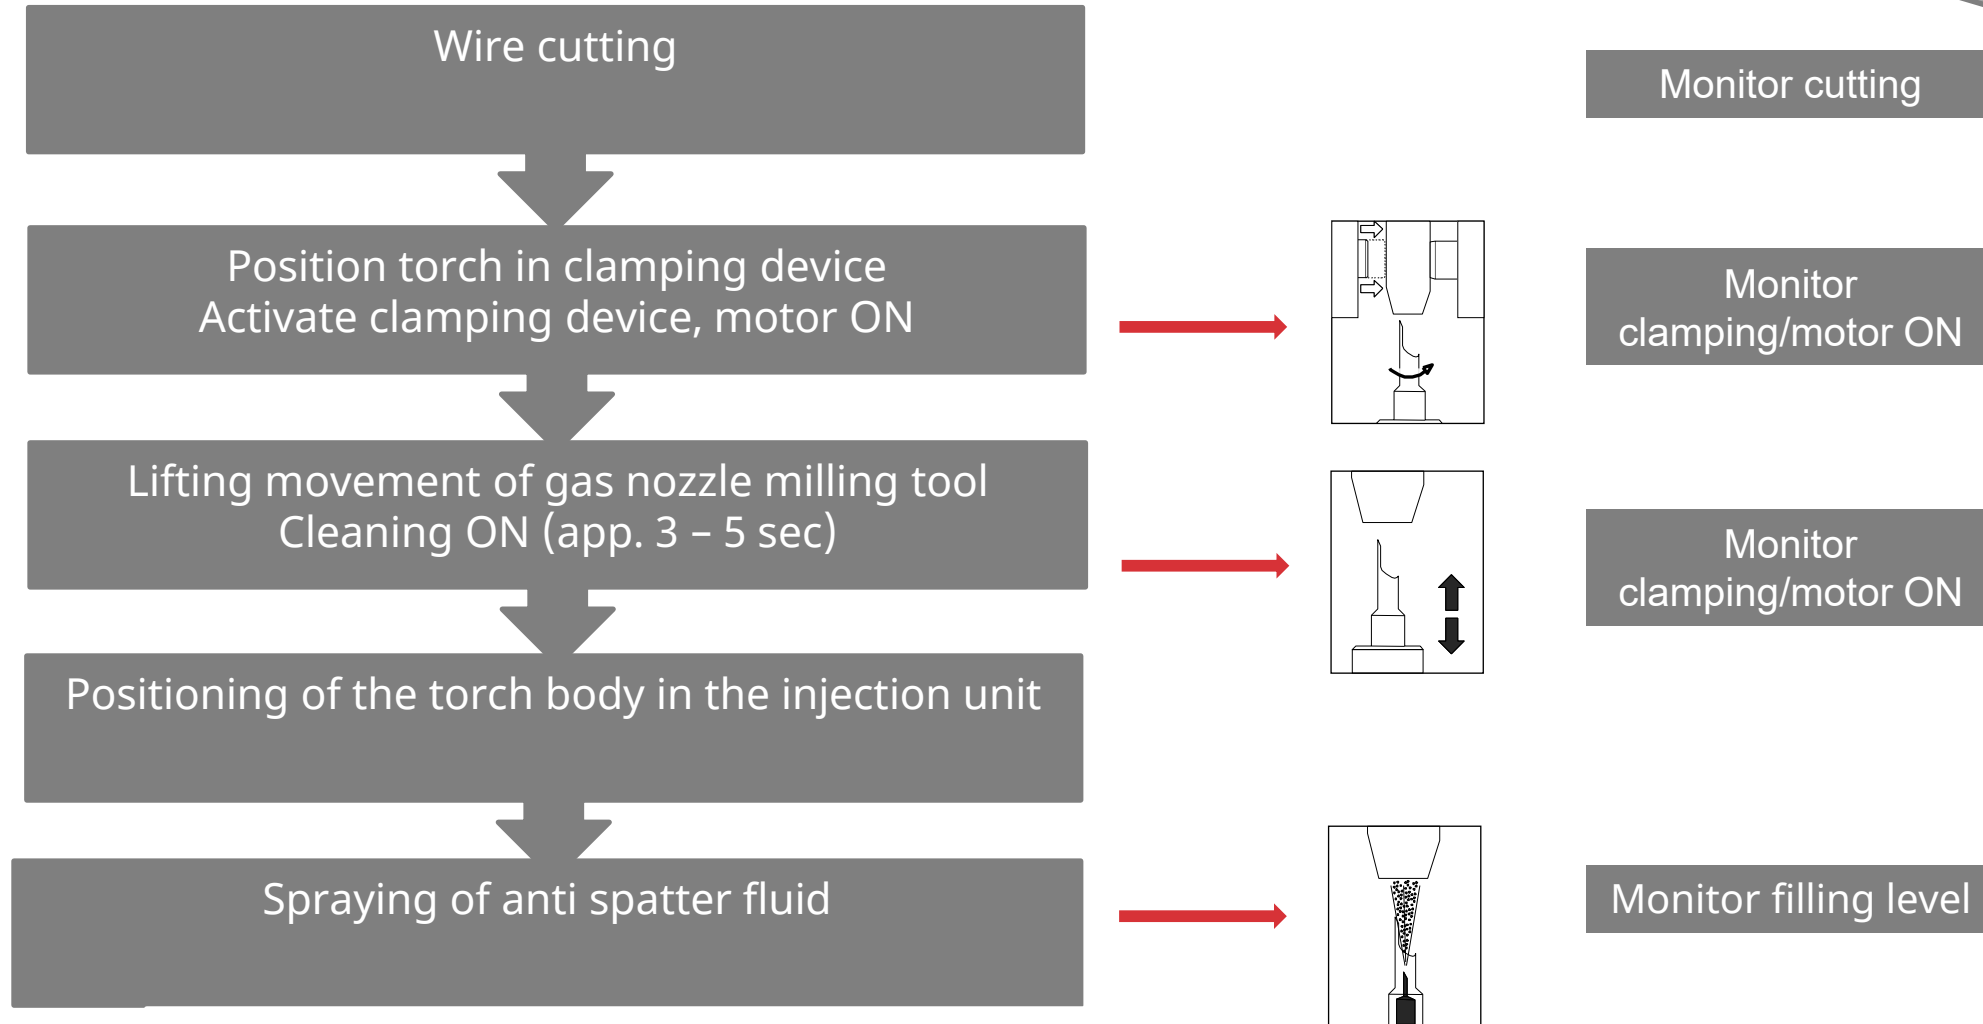 Wire cutting
Monitor cutting
Position torch in clamping device
Activate clamping device, motor ON
Monitor
clamping/motor ON
Lifting movement of gas nozzle milling tool
Cleaning ON (app. 3 – 5 sec)
Monitor
clamping/motor ON
Positioning of the torch body in the injection unit
Spraying of anti spatter fluid
Monitor filling level